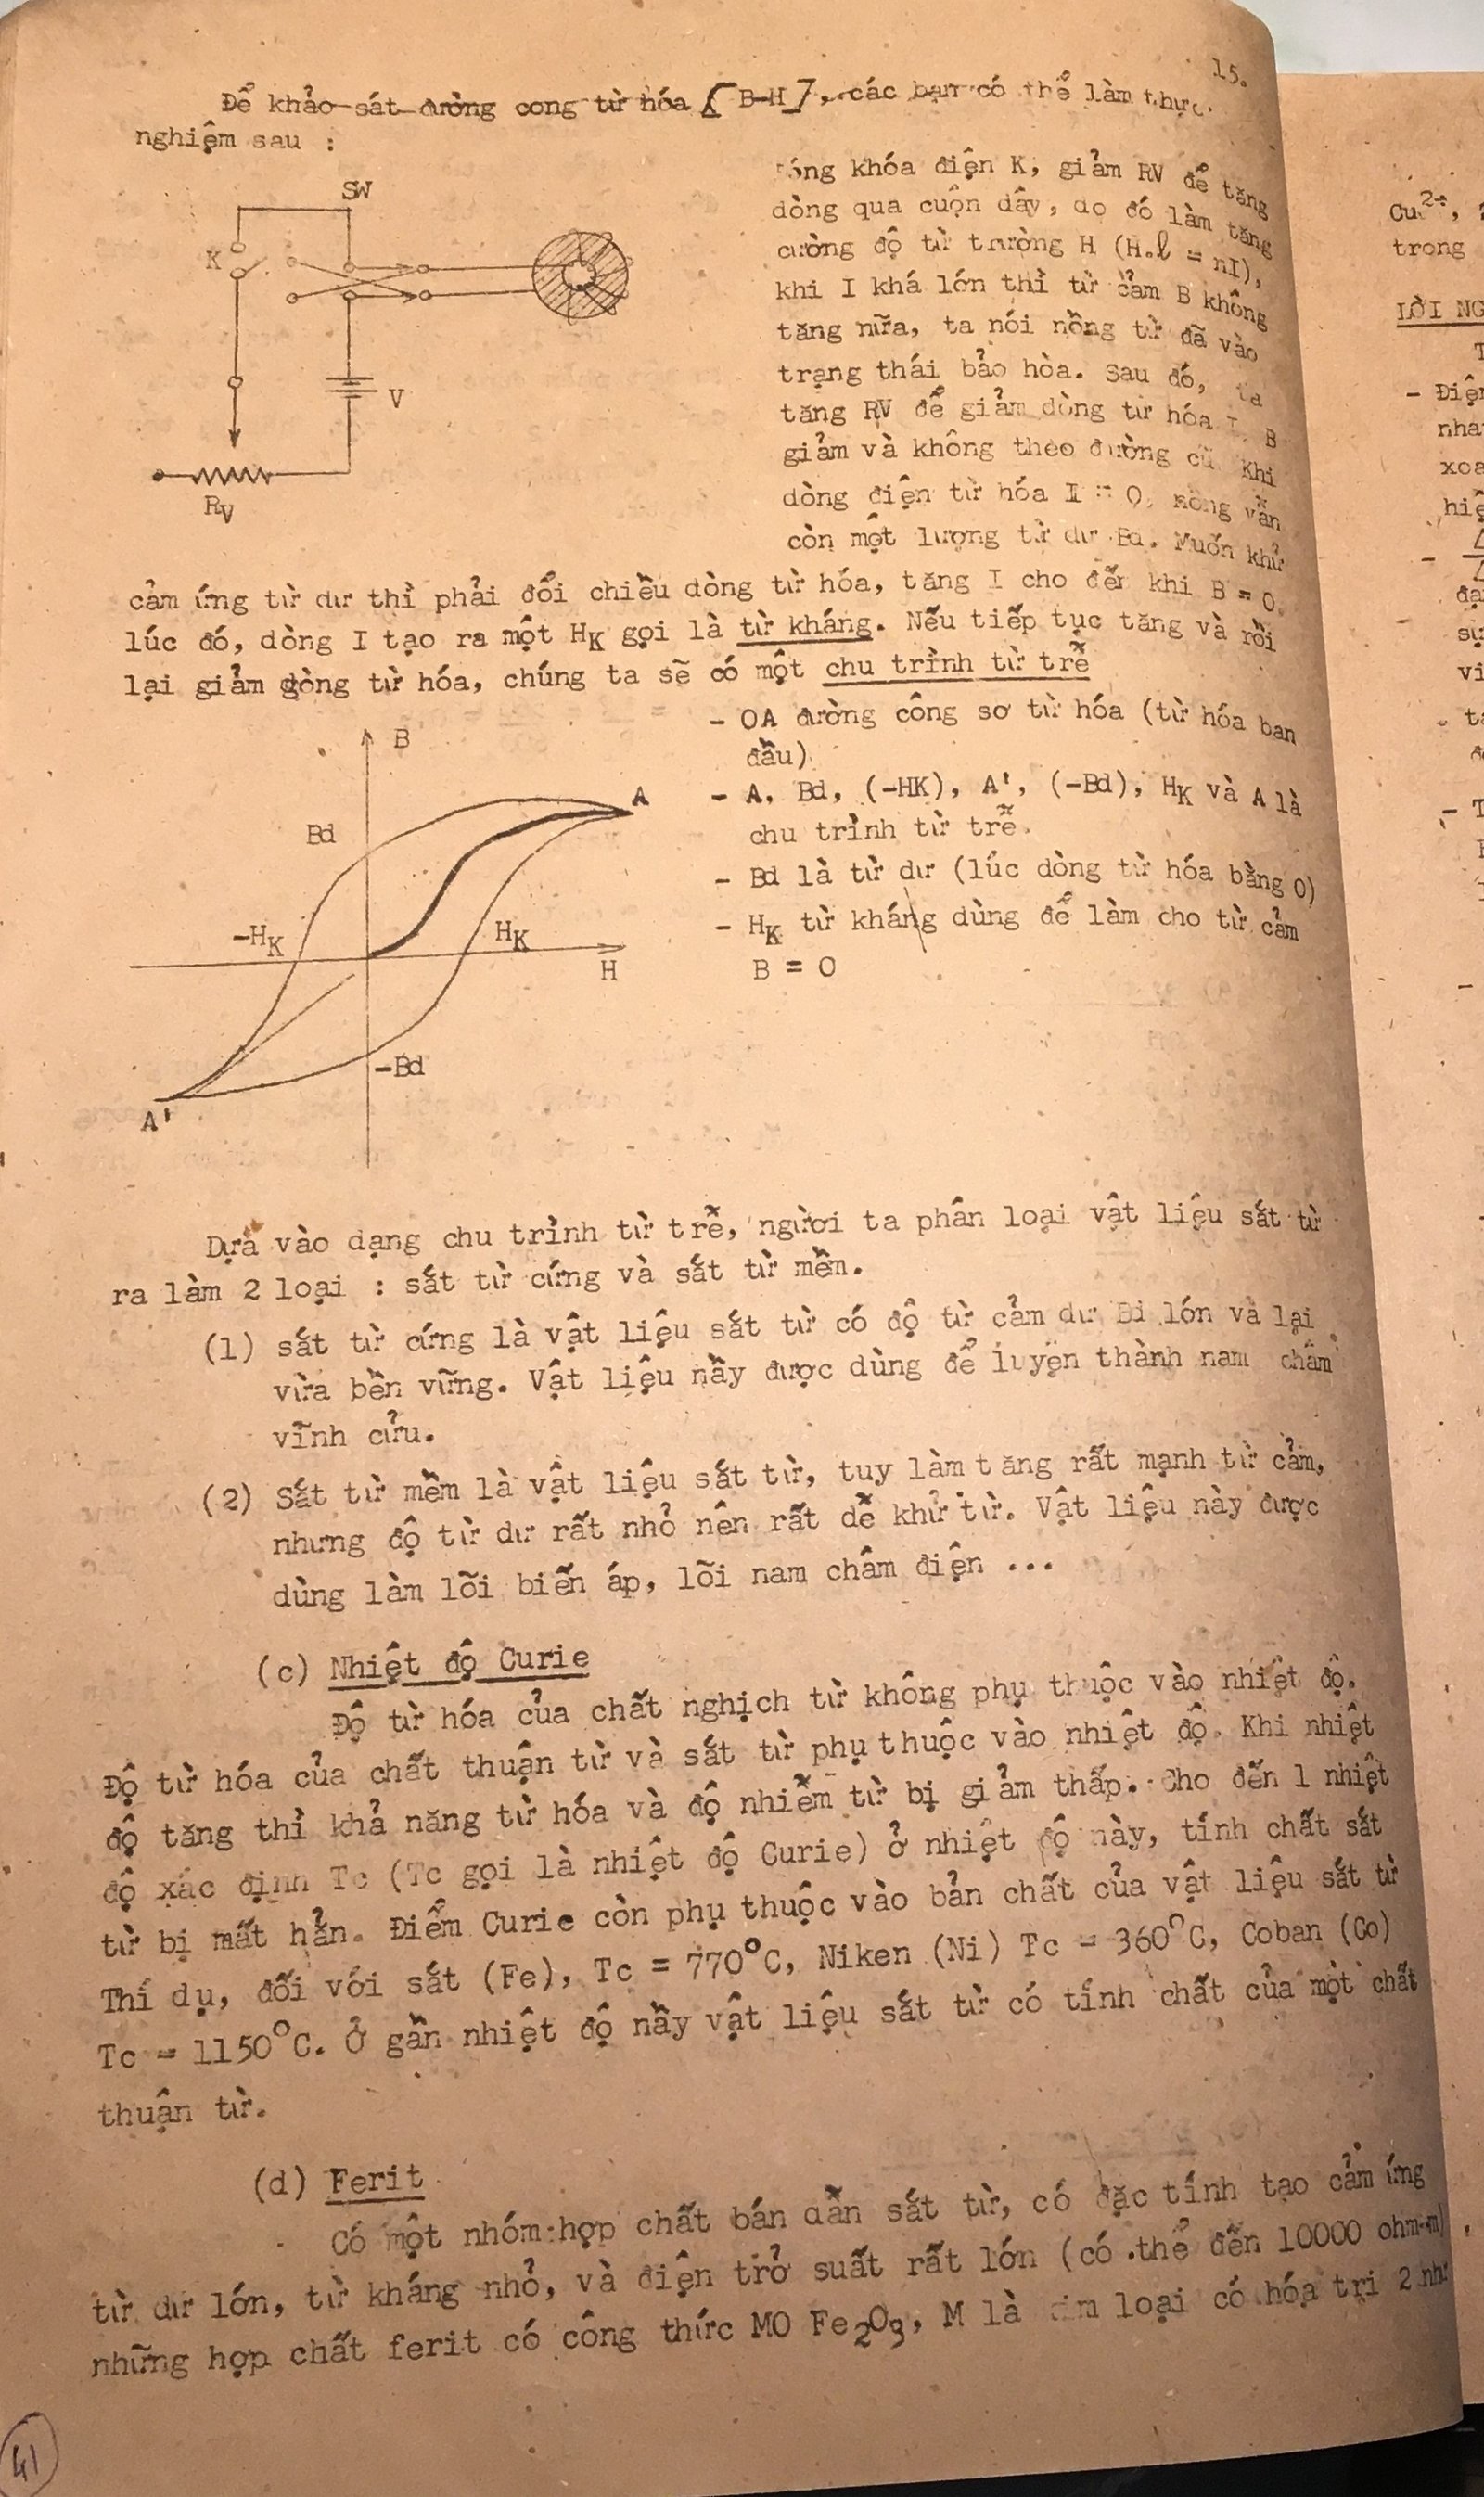 15.
Để khảo sát đường cong từ hóa [B-H], các bạn có thể làm thực
nghiệm sau :
SW
K
V
RV
khóa điện K, giảm RV để tăng
dòng qua cuộn dây, do đó làm tăng
cường độ từ trường H (H.l = nI),
khi I khá lớn thì từ cảm B không
tăng nữa, ta nói nòng từ đã vào
trạng thái bảo hòa. Sau đó, ta
tăng RV để giảm dòng từ hóa I, B
giảm và không theo đường cũ. Khi
dòng điện từ hóa I = 0, nòng vẫn
còn một lượng từ dư Bd. Muốn khử
cảm ứng từ dư thì phải đổi chiều dòng từ hóa, tăng I cho đến khi B = 0.
lúc đó, dòng I tạo ra một HK gọi là từ kháng. Nếu tiếp tục tăng và rồi
lại giảm dòng từ hóa, chúng ta sẽ có một chu trình từ trễ
B
A
Bd
-HK
HK
H
-Bd
A'
- OA đường công sơ từ hóa (từ hóa ban
đầu)
- A, Bd, (-HK), A', (-Bd), HK và A là
chu trình từ trễ.
- Bd là từ dư (lúc dòng từ hóa bằng 0)
- HK từ kháng dùng để làm cho từ cảm
B = 0
Dựa vào dạng chu trình từ trễ, người ta phân loại vật liệu sắt từ
ra làm 2 loại : sắt từ cứng và sắt từ mềm.
(1) sắt từ cứng là vật liệu sắt từ có độ từ cảm dư lớn và lại
vừa bền vững. Vật liệu nầy được dùng để luyện thành nam châm
vĩnh cửu.
(2) Sắt từ mềm là vật liệu sắt từ, tuy làm tăng rất mạnh từ cảm,
nhưng độ từ dư rất nhỏ nên rất dễ khử từ. Vật liệu này được
dùng làm lõi biến áp, lõi nam châm điện ...
(c) Nhiệt độ Curie
Độ từ hóa của chất nghịch từ không phụ thuộc vào nhiệt độ.
Độ từ hóa của chất thuận từ và sắt từ phụ thuộc vào nhiệt độ. Khi nhiệt
độ tăng thì khả năng từ hóa và độ nhiễm từ bị giảm thấp. Cho đến 1 nhiệt
độ xác định Tc (Tc gọi là nhiệt độ Curie) ở nhiệt độ này, tính chất sắt
từ bị mất hẳn. Điểm Curie còn phụ thuộc vào bản chất của vật liệu sắt từ
Thí dụ, đối với sắt (Fe), Tc = 770°C, Niken (Ni) Tc = 360°C, Coban (Co)
Tc = 1150°C. Ở gần nhiệt độ nầy vật liệu sắt từ có tính chất của một chất
thuận từ.
(d) Ferit
Có một nhóm hợp chất bán dẫn sắt từ, có đặc tính tạo cảm ứng
từ dư lớn, từ kháng nhỏ, và điện trở suất rất lớn (có thể đến 10000 ohm-m)
những hợp chất ferit có công thức MO Fe2O3, M là kim loại có hóa trị 2 như
41
Cu2+,
trong
LỜI
- Điện